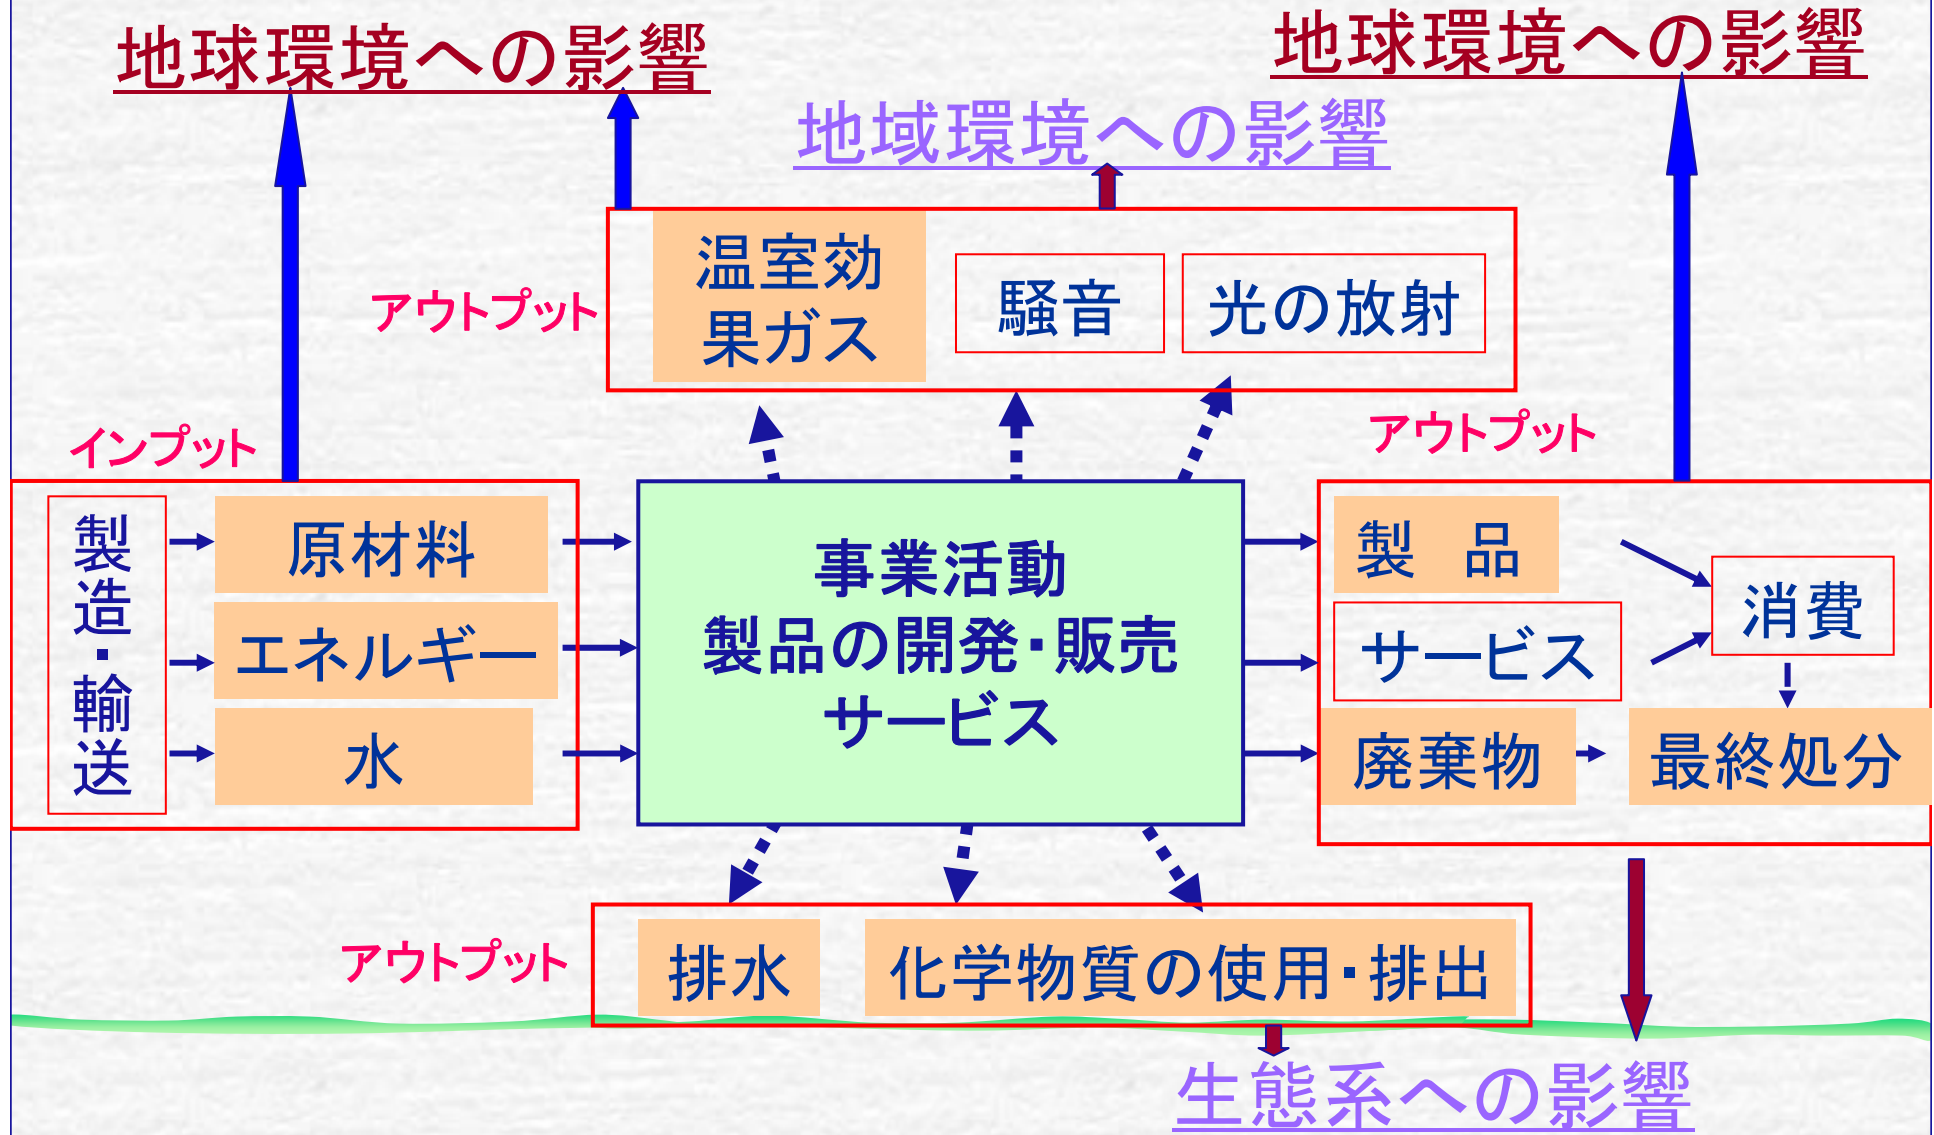 地球環境への影響
地球環境への影響
地域環境への影響
アウトプット
温室効
果ガス
騒音
光の放射
インプット
アウトプット
製造・輸送
原材料
エネルギー
水
事業活動
製品の開発・販売
サービス
製　品
サービス
廃棄物
消費
最終処分
アウトプット
排水
化学物質の使用・排出
生態系への影響